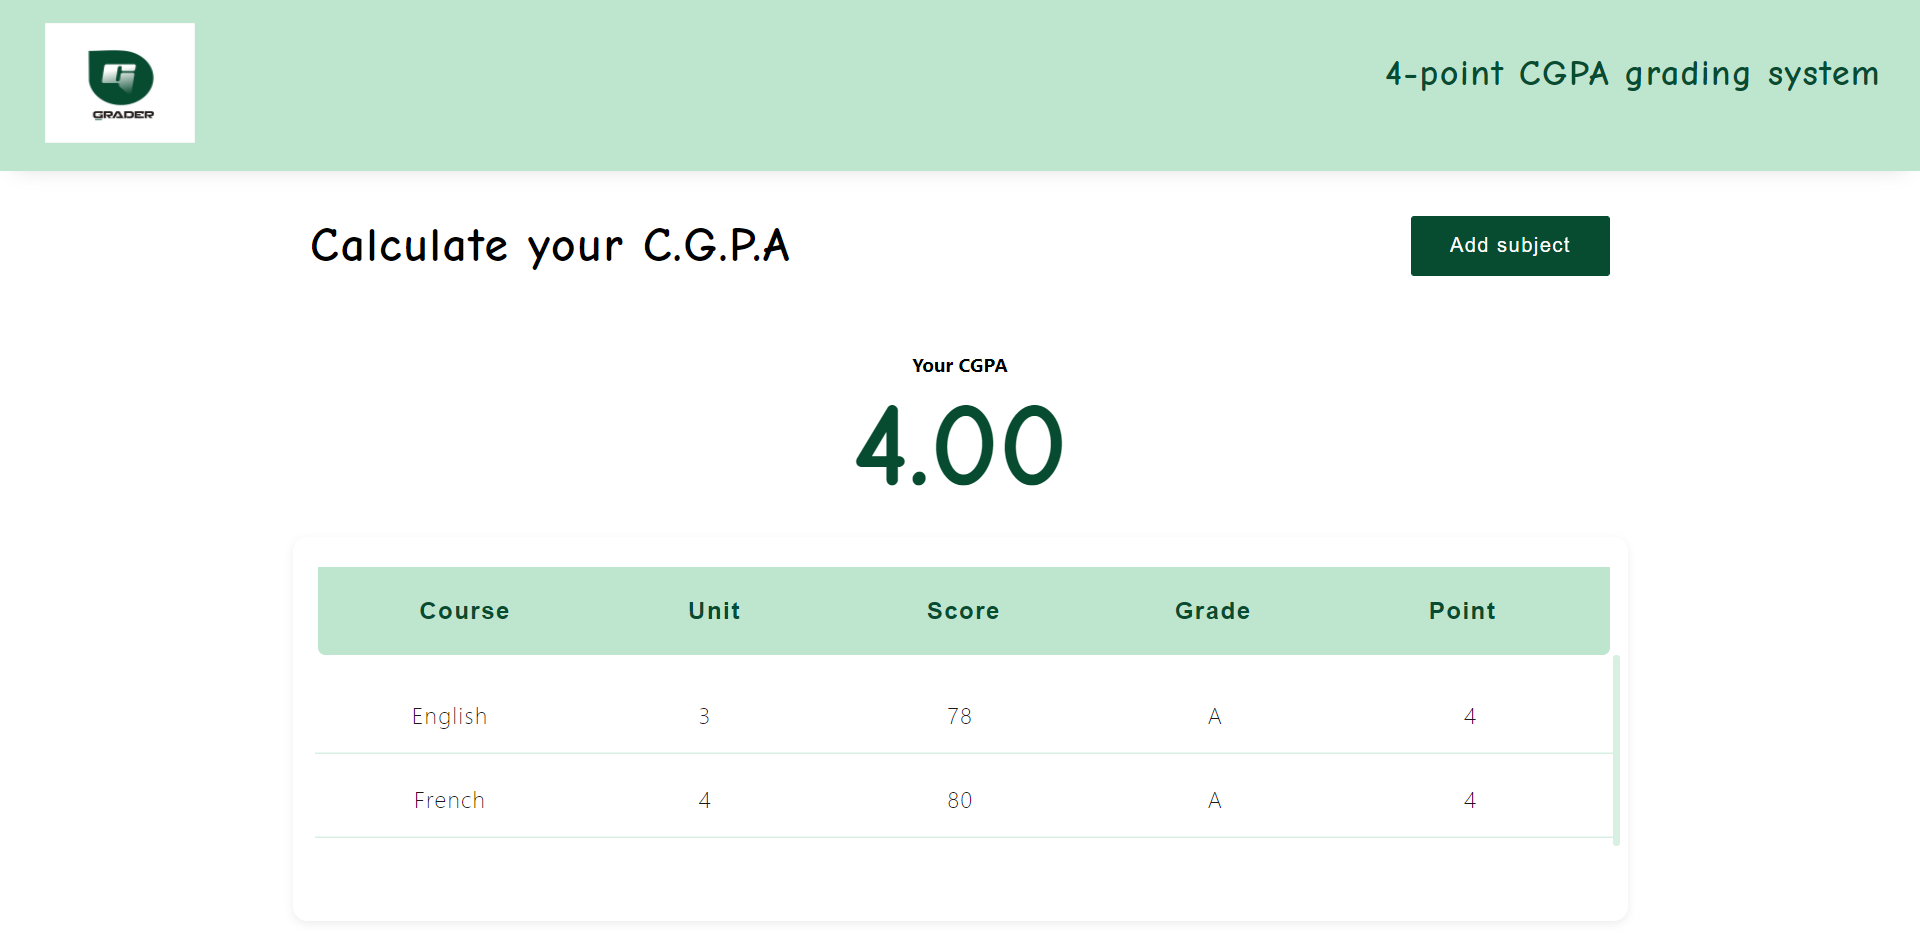 GRADER
4-point CGPA grading system
Calculate your C.G.P.A
Add subject
Your CGPA
4.00
Course Unit Score Grade Point
English 3 78 A 4
French 4 80 A 4